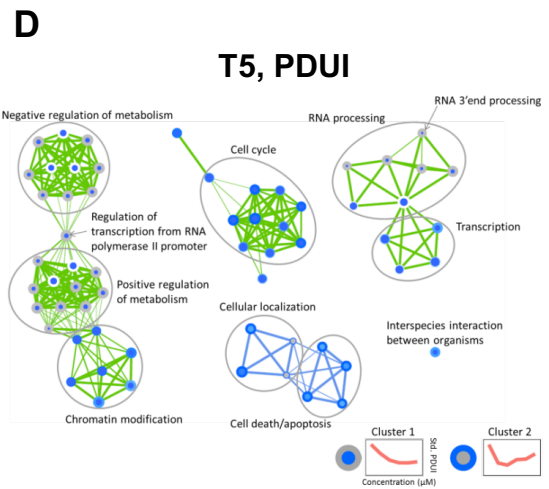 D
T5, PDUI
RNA 3'end processing
Negative regulation of metabolism
RNA processing
Cell cycle
Regulation of
transcription from RNA
polymerase II promoter
Transcription
Positive regulation
of metabolism
Cellular localization
Interspecies interaction
between organisms
Chromatin modification
Cell death/apoptosis
Cluster 1
Cluster 2
Std. PDUI
Concentration (μM)